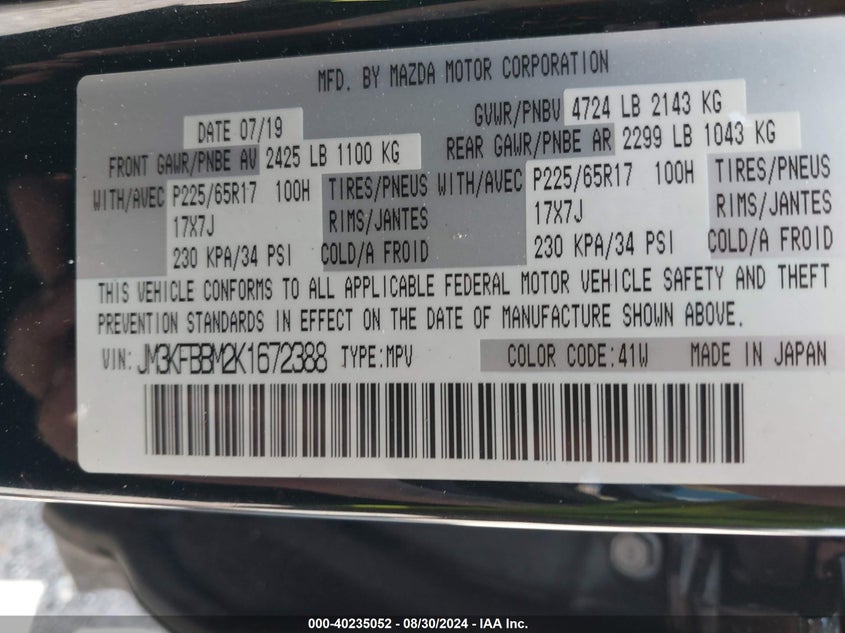 MFD. BY MAZDA MOTOR CORPORATION
DATE 07/19
GVWR/PNBV 4724 LB 2143 KG
FRONT GAWR/PNBE AV 2425 LB 1100 KG
REAR GAWR/PNBE AR 2299 LB 1043 KG
WITH/AVEC P225/65R17 100H TIRES/PNEUS
17X7J RIMS/JANTES
230 KPA/34 PSI COLD/A FROID
WITH/AVEC P225/65R17 100H TIRES/PNEUS
17X7J RIMS/JANTES
230 KPA/34 PSI COLD/A FROID
THIS VEHICLE CONFORMS TO ALL APPLICABLE FEDERAL MOTOR VEHICLE SAFETY AND THEFT
PREVENTION STANDARDS IN EFFECT ON THE DATE OF MANUFACTURE SHOWN ABOVE.
VIN: JM3KFBBM2K1672388 TYPE:MPV COLOR CODE:41W MADE IN JAPAN
000-40235052 - 08/30/2024 - IAA Inc.